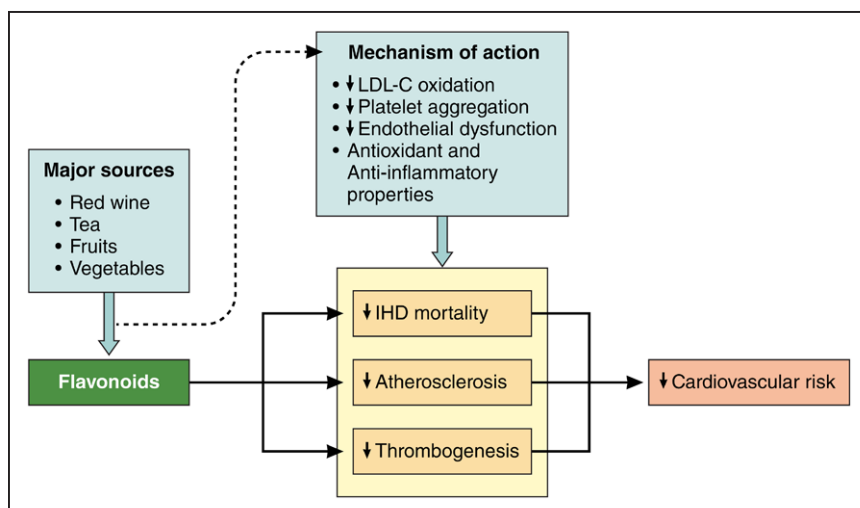 Mechanism of action
• ↓ LDL-C oxidation
• ↓ Platelet aggregation
• ↓ Endothelial dysfunction
• Antioxidant and
Anti-inflammatory
properties
Major sources
• Red wine
• Tea
• Fruits
• Vegetables
↓ IHD mortality
Flavonoids
↓ Atherosclerosis
↓ Cardiovascular risk
↓ Thrombogenesis